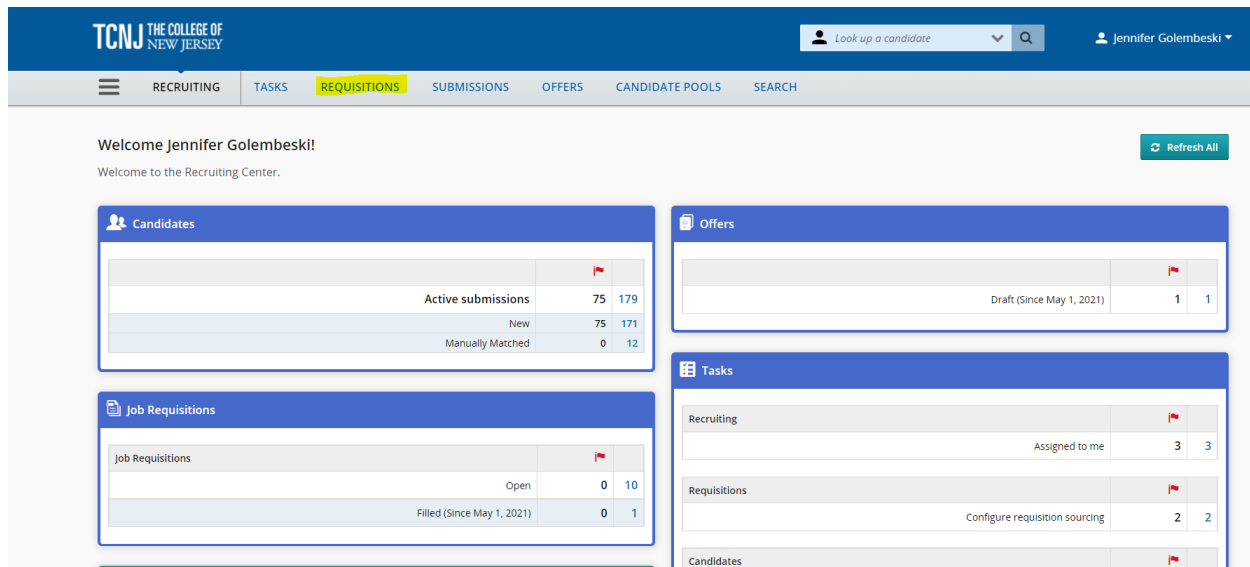 TCNJ THE COLLEGE OF
NEW JERSEY
Look up a candidate
Jennifer Golembeski
RECRUITING TASKS REQUISITIONS SUBMISSIONS OFFERS CANDIDATE POOLS SEARCH
Welcome Jennifer Golembeski!
Refresh All
Welcome to the Recruiting Center.
Candidates
Active submissions 75 179
New 75 171
Manually Matched 0 12
Job Requisitions
Job Requisitions
Open 0 10
Filled (Since May 1, 2021) 0 1
Offers
Draft (Since May 1, 2021) 1 1
Tasks
Recruiting
Assigned to me 3 3
Requisitions
Configure requisition sourcing 2 2
Candidates